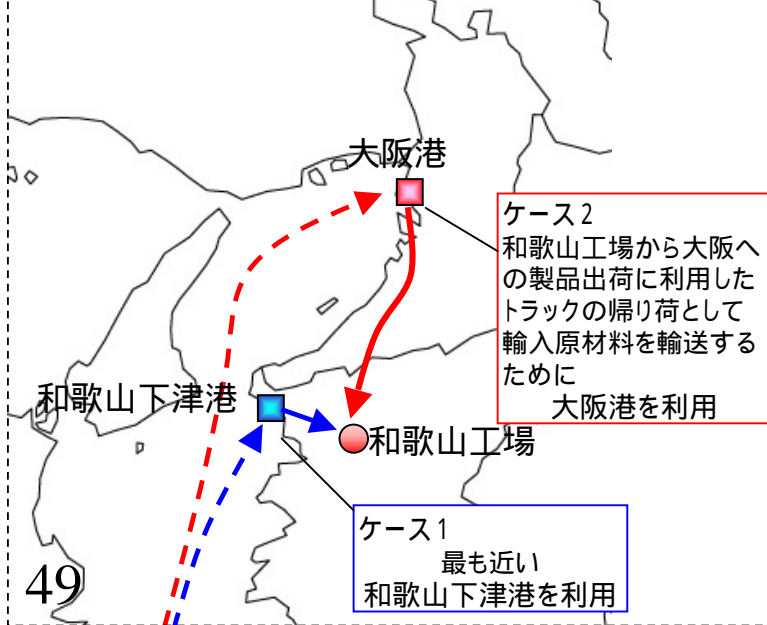 大阪港
ケース2
和歌山工場から大阪へ
の製品出荷に利用した
トラックの帰り荷として
輸入原材料を輸送する
ために
大阪港を利用
和歌山下津港
和歌山工場
ケース1
最も近い
和歌山下津港を利用
49